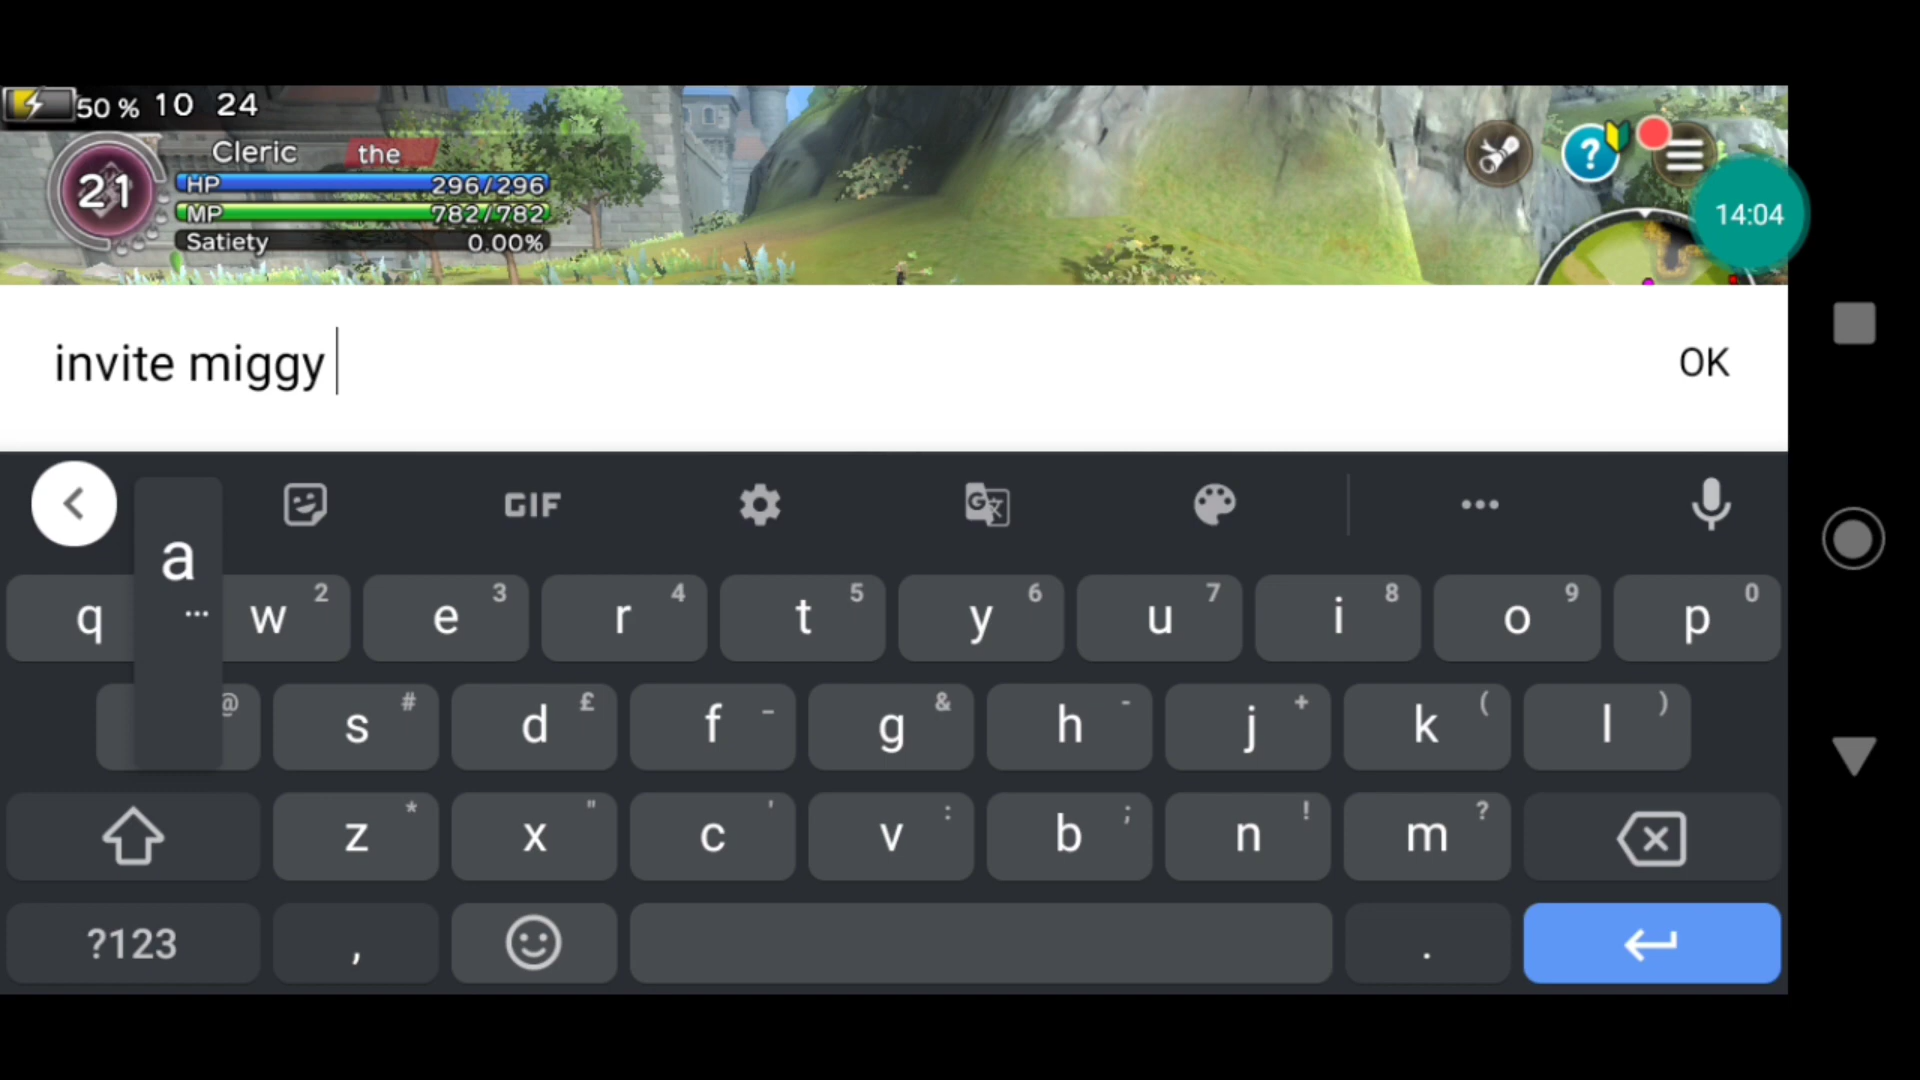 50 % 10 24
Cleric the
21
HP 296/296
MP 782/782
Satiety 0.00%
?
14:04
invite miggy
OK
a
GIF
G
...
q w 2 e 3 r 4 t 5 y 6 u 7 i 8 o 9 p 0
@ s # d £ f _ g & h - j + k ( l )
z * x " c ' v : b ; n ! m ?
?123 , .